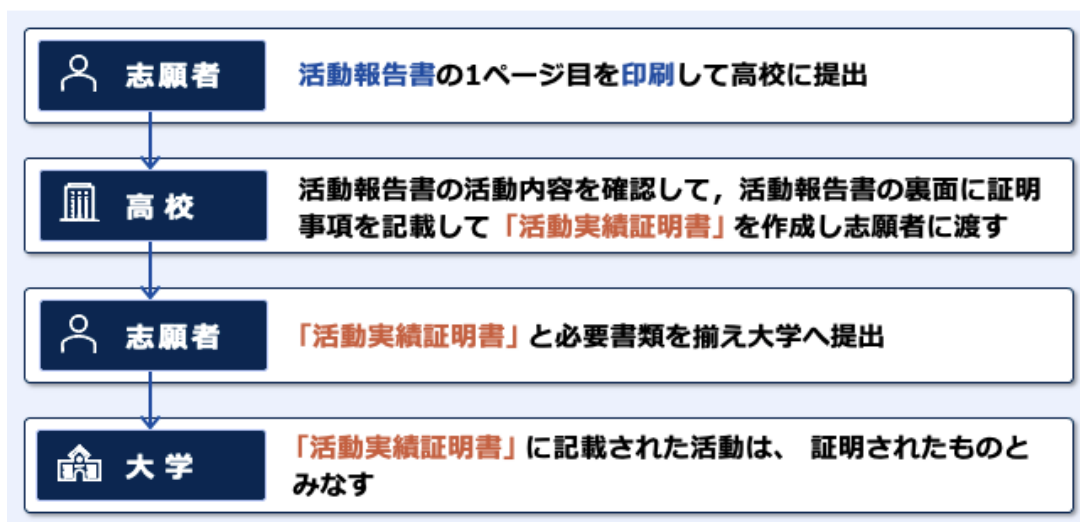 志願者
活動報告書の1ページ目を印刷して高校に提出
高校
活動報告書の活動内容を確認して，活動報告書の裏面に証明
事項を記載して「活動実績証明書」を作成し志願者に渡す
志願者
「活動実績証明書」と必要書類を揃え大学へ提出
大学
「活動実績証明書」に記載された活動は、 証明されたものと
みなす